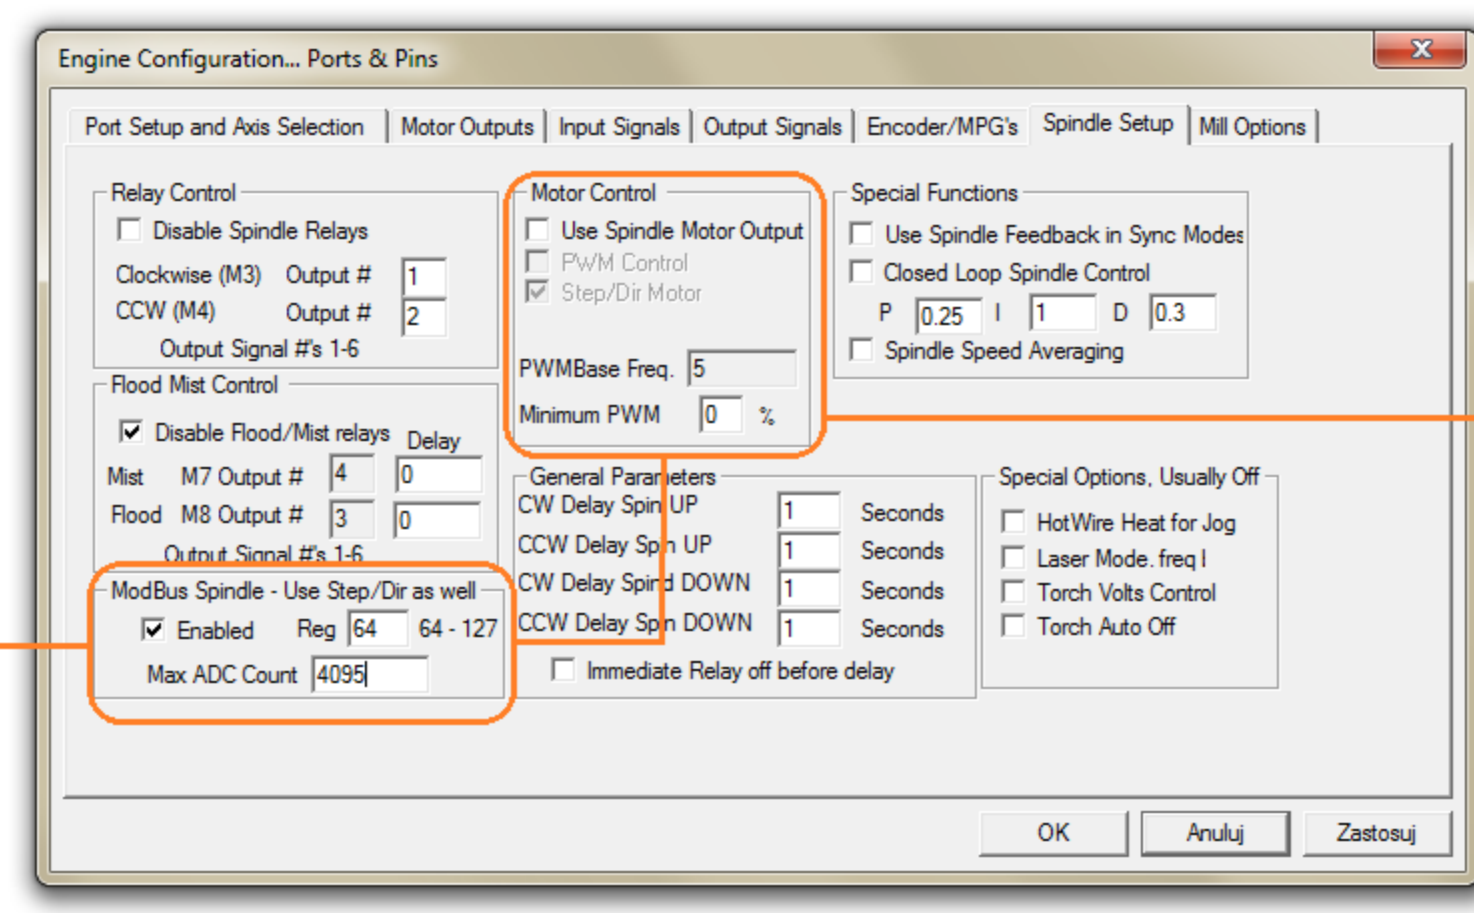 Engine Configuration... Ports & Pins
Port Setup and Axis Selection Motor Outputs Input Signals Output Signals Encoder/MPG's Spindle Setup Mill Options
Relay Control
Disable Spindle Relays
Clockwise (M3) Output # 1
CCW (M4) Output # 2
Output Signal #'s 1-6
Flood Mist Control
Disable Flood/Mist relays Delay
Mist M7 Output # 4 0
Flood M8 Output # 3 0
Output Signal #'s 1-6
ModBus Spindle - Use Step/Dir as well
Enabled Reg 64 64 - 127
Max ADC Count 4095
Motor Control
Use Spindle Motor Output
PWM Control
Step/Dir Motor
PWMBase Freq. 5
Minimum PWM 0 %
General Parameters
CW Delay Spin UP 1 Seconds
CCW Delay Spin UP 1 Seconds
CW Delay Spind DOWN 1 Seconds
CCW Delay Spin DOWN 1 Seconds
Immediate Relay off before delay
Special Functions
Use Spindle Feedback in Sync Modes
Closed Loop Spindle Control
P 0.25 I 1 D 0.3
Spindle Speed Averaging
Special Options, Usually Off
HotWire Heat for Jog
Laser Mode. freq
Torch Volts Control
Torch Auto Off
OK Anuluj Zastosuj